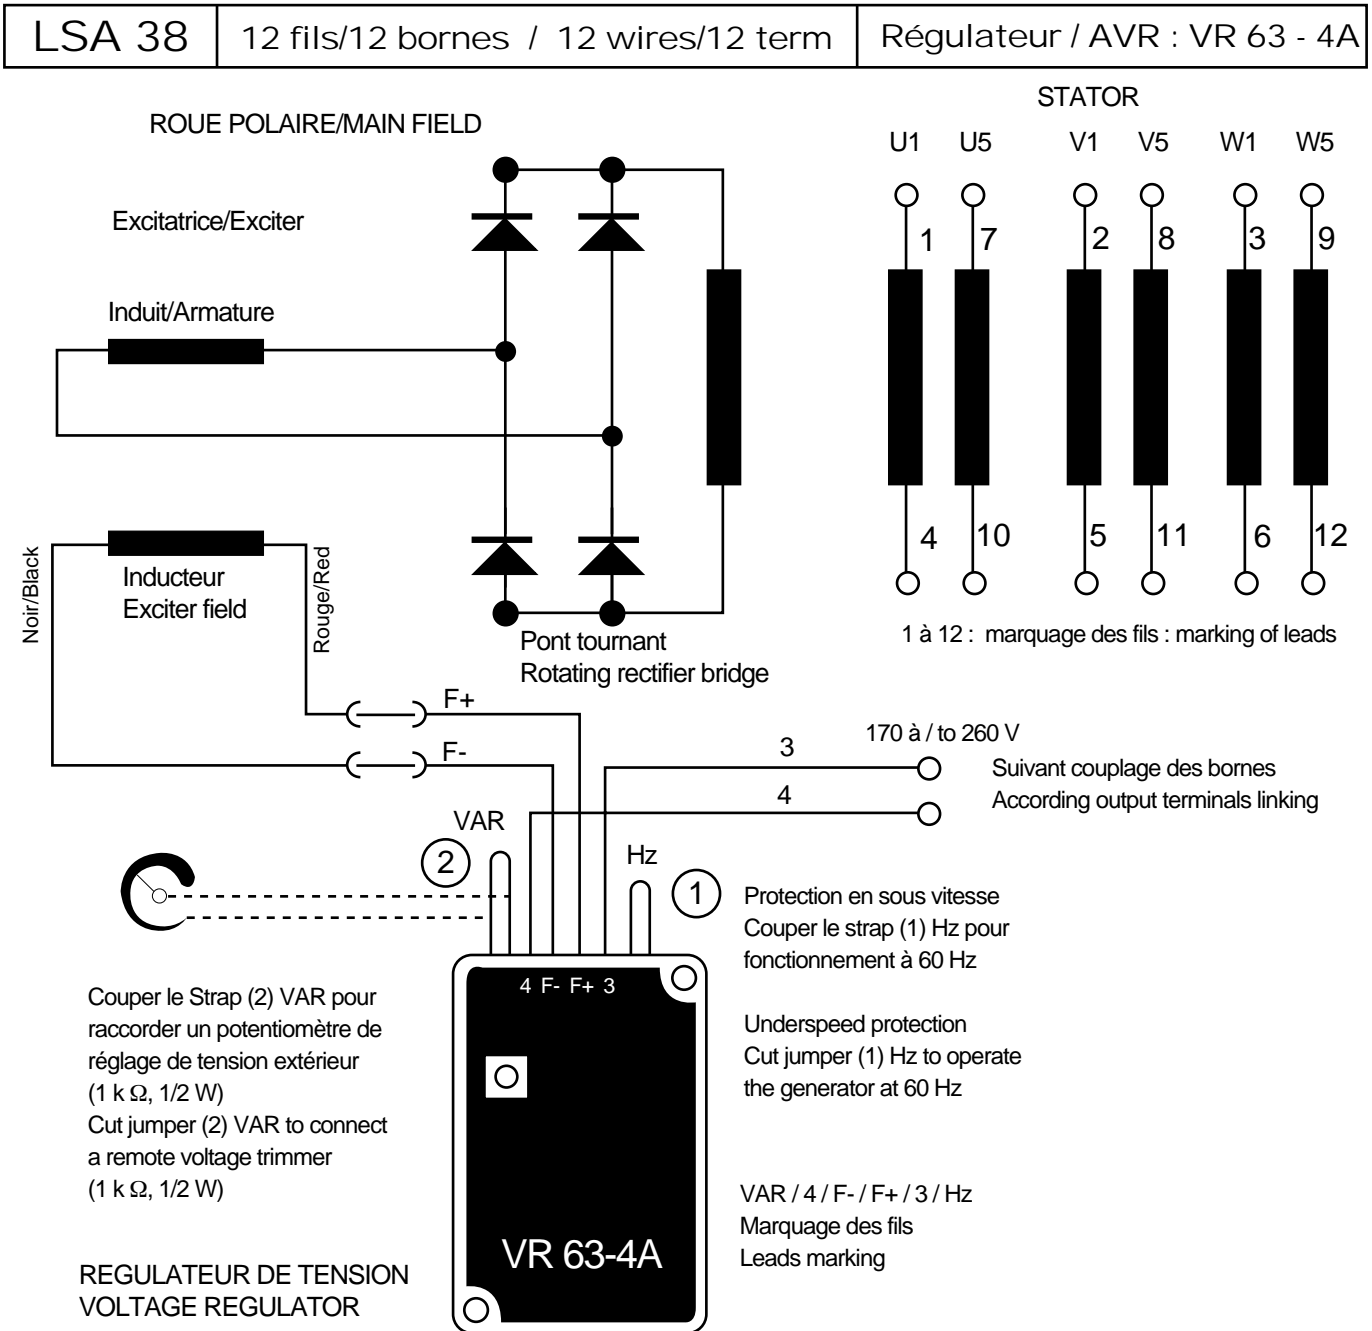 LSA 38
12 fils/12 bornes / 12 wires/12 term
Régulateur / AVR : VR 63 - 4A
ROUE POLAIRE/MAIN FIELD
Excitatrice/Exciter
Induit/Armature
Noir/Black
Inducteur
Exciter field
Rouge/Red
Pont tournant
Rotating rectifier bridge
STATOR
U1 U5 V1 V5 W1 W5
1 7 2 8 3 9
4 10 5 11 6 12
1 à 12 : marquage des fils : marking of leads
F+
F-
3
4
170 à / to 260 V
Suivant couplage des bornes
According output terminals linking
VAR
2
Hz
1
Protection en sous vitesse
Couper le strap (1) Hz pour
fonctionnement à 60 Hz
Underspeed protection
Cut jumper (1) Hz to operate
the generator at 60 Hz
4 F- F+ 3
Couper le Strap (2) VAR pour
raccorder un potentiomètre de
réglage de tension extérieur
(1 k Ω, 1/2 W)
Cut jumper (2) VAR to connect
a remote voltage trimmer
(1 k Ω, 1/2 W)
VAR / 4 / F- / F+ / 3 / Hz
Marquage des fils
Leads marking
VR 63-4A
REGULATEUR DE TENSION
VOLTAGE REGULATOR